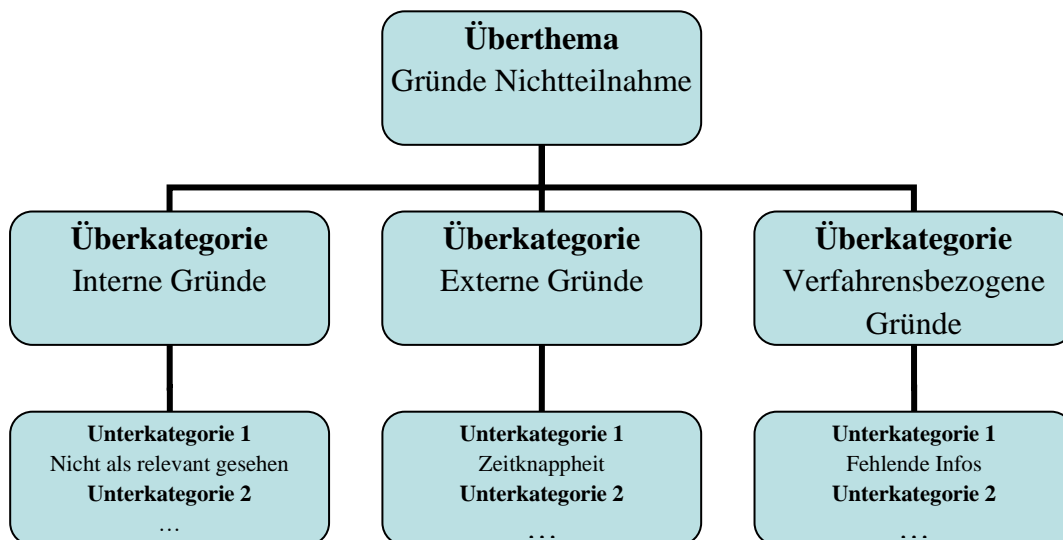 Überthema
Gründe Nichtteilnahme
Überkategorie
Interne Gründe
Überkategorie
Externe Gründe
Überkategorie
Verfahrensbezogene
Gründe
Unterkategorie 1
Nicht als relevant gesehen
Unterkategorie 2
…
Unterkategorie 1
Zeitknappheit
Unterkategorie 2
…
Unterkategorie 1
Fehlende Infos
Unterkategorie 2
…